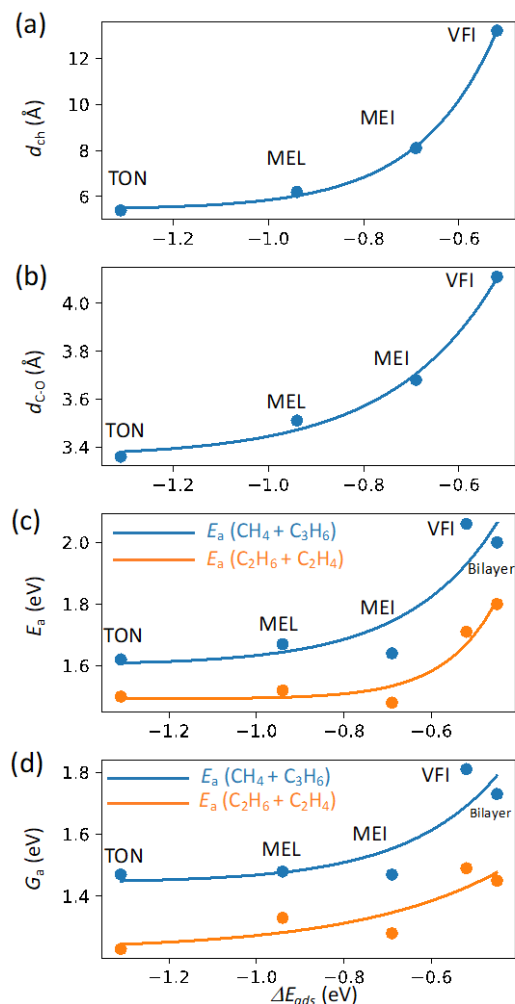 (a)
12
10
8
6
d_ch (Å)
TON
MEL
MEI
VFI
−1.2
−1.0
−0.8
−0.6
(b)
4.0
3.8
3.6
3.4
d_C-O (Å)
TON
MEL
MEI
VFI
−1.2
−1.0
−0.8
−0.6
(c)
E_a (CH₄ + C₃H₆)
E_a (C₂H₆ + C₂H₄)
2.0
1.8
1.6
E_a (eV)
TON
MEL
MEI
VFI
Bilayer
−1.2
−1.0
−0.8
−0.6
(d)
E_a (CH₄ + C₃H₆)
E_a (C₂H₆ + C₂H₄)
1.8
1.6
1.4
G_a (eV)
TON
MEL
MEI
VFI
Bilayer
−1.2
−1.0
−0.8
−0.6
ΔE_ads (eV)